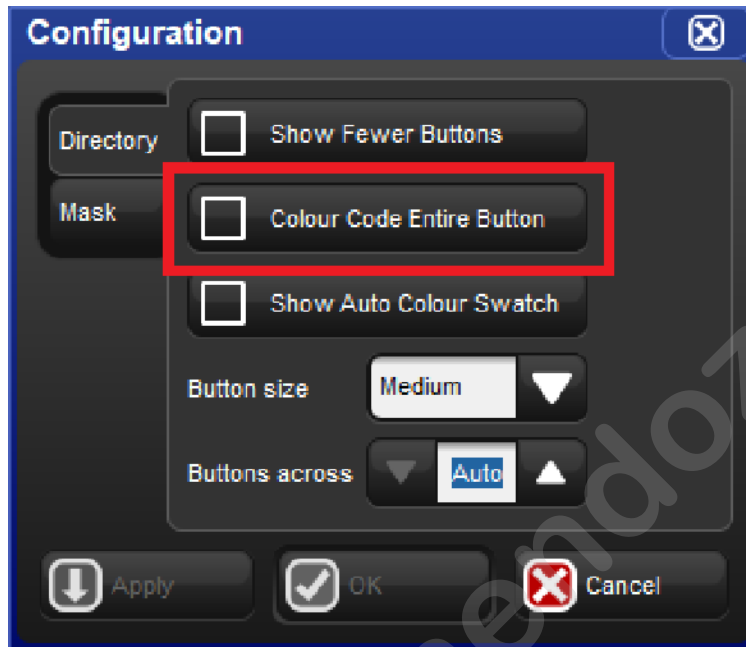 Configuration
Directory
Show Fewer Buttons
Mask
Colour Code Entire Button
Show Auto Colour Swatch
Button size
Medium
Buttons across
Auto
Apply
OK
Cancel